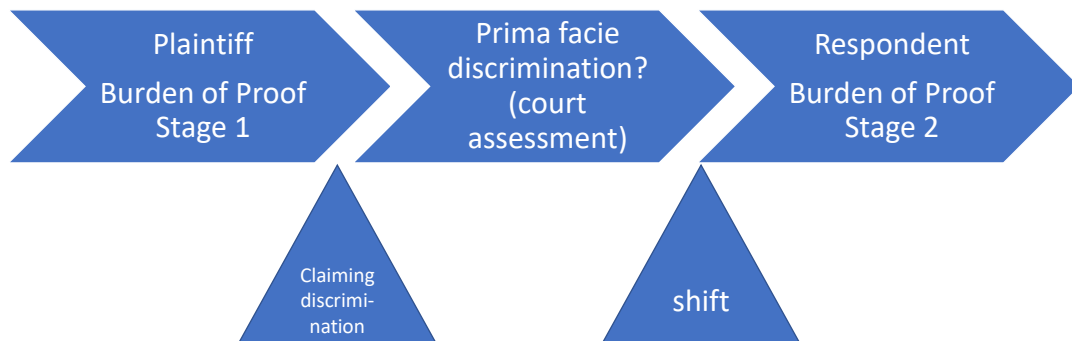 Plaintiff
Burden of Proof
Stage 1
Prima facie
discrimination?
(court
assessment)
Respondent
Burden of Proof
Stage 2
Claiming
discrimi-
nation
shift